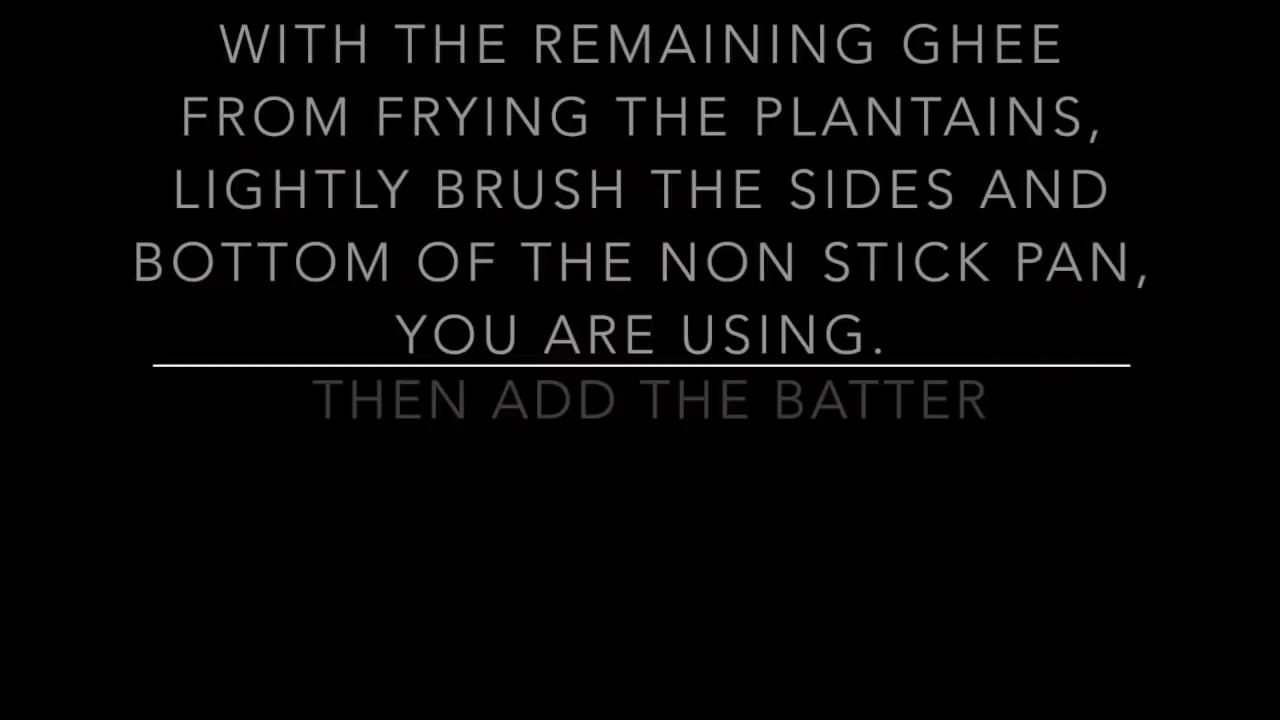 WITH THE REMAINING GHEE
FROM FRYING THE PLANTAINS,
LIGHTLY BRUSH THE SIDES AND
BOTTOM OF THE NON STICK PAN,
YOU ARE USING.
THEN ADD THE BATTER